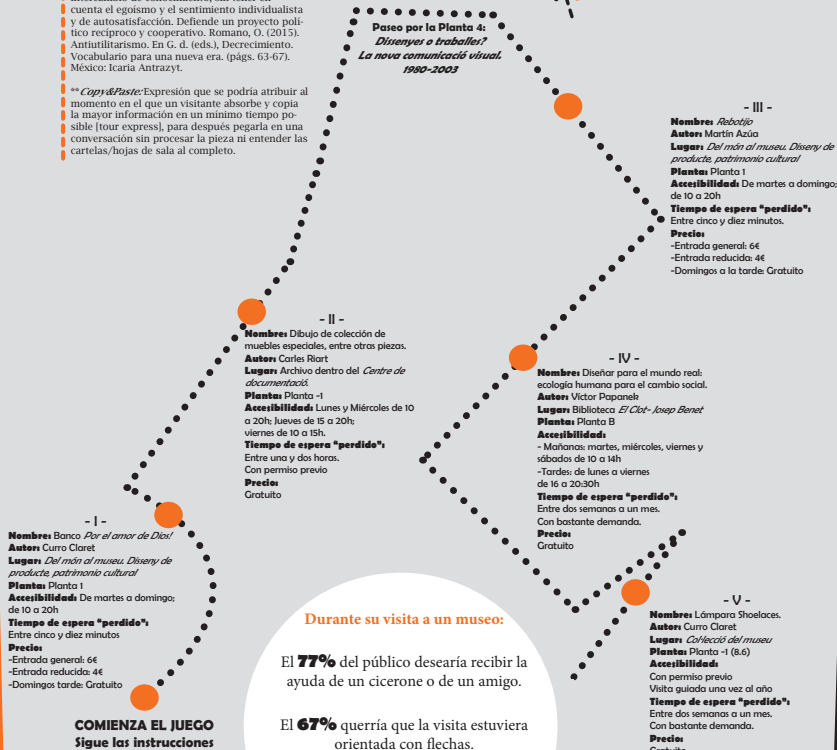 cuenta el egoísmo y el sentimiento individualista
y de autosatisfacción. Defiende un proyecto polí-
tico recíproco y cooperativo. Romano, O. (2015).
Antiutilitarismo. En G. d. (eds.), Decrecimiento.
Vocabulario para una nueva era. (págs. 63-67).
México: Icaria Antrazyt.
**Copy&Paste: Expresión que se podría atribuir al
momento en el que un visitante absorbe y copia
la mayor información en un mínimo tiempo po-
sible [tour express], para después pegarla en una
conversación sin procesar la pieza ni entender las
cartelas/hojas de sala al completo.
Paseo por la Planta 4:
Dissenyes o traballes?
La nova comunicació visual.
1980-2003
- III -
Nombre: Rebotijo
Autor: Martín Azúa
Lugar: Del món al museu. Disseny de
producte, patrimonio cultural
Planta: Planta 1
Accesibilidad: De martes a domingo;
de 10 a 20h
Tiempo de espera "perdido":
Entre cinco y diez minutos.
Precio:
-Entrada general: 6€
-Entrada reducida: 4€
-Domingos a la tarde: Gratuito
- II -
Nombre: Dibujo de colección de
muebles especiales, entre otras piezas.
Autor: Carles Riart
Lugar: Archivo dentro del Centre de
documentació.
Planta: Planta -1
Accesibilidad: Lunes y Miércoles de 10
a 20h; Jueves de 15 a 20h;
viernes de 10 a 15h.
Tiempo de espera "perdido":
Entre una y dos horas.
Con permiso previo
Precio:
Gratuito
- IV -
Nombre: Diseñar para el mundo real:
ecología humana para el cambio social.
Autor: Víctor Papanek
Lugar: Biblioteca El Clot- Josep Benet
Planta: Planta B
Accesibilidad:
- Mañanas: martes, miércoles, viernes y
sábados de 10 a 14h
-Tardes: de lunes a viernes
de 16 a 20:30h
Tiempo de espera "perdido":
Entre dos semanas a un mes.
Con bastante demanda.
Precio:
Gratuito
- I -
Nombre: Banco Por el amor de Dios!
Autor: Curro Claret
Lugar: Del món al museu. Disseny de
producte, patrimonio cultural
Planta: Planta 1
Accesibilidad: De martes a domingo;
de 10 a 20h
Tiempo de espera "perdido":
Entre cinco y diez minutos
Precio:
-Entrada general: 6€
-Entrada reducida: 4€
-Domingos tarde: Gratuito
COMIENZA EL JUEGO
Sigue las instrucciones
Durante su visita a un museo:
El 77% del público desearía recibir la
ayuda de un cicerone o de un amigo.
El 67% querría que la visita estuviera
orientada con flechas.
- V -
Nombre: Lámpara Shoelaces.
Autor: Curro Claret
Lugar: Col·lecció del museu
Planta: Planta -1 (8.6)
Accesibilidad:
Con permiso previo
Visita guiada una vez al año
Tiempo de espera "perdido":
Entre dos semanas a un mes.
Con bastante demanda.
Precio: